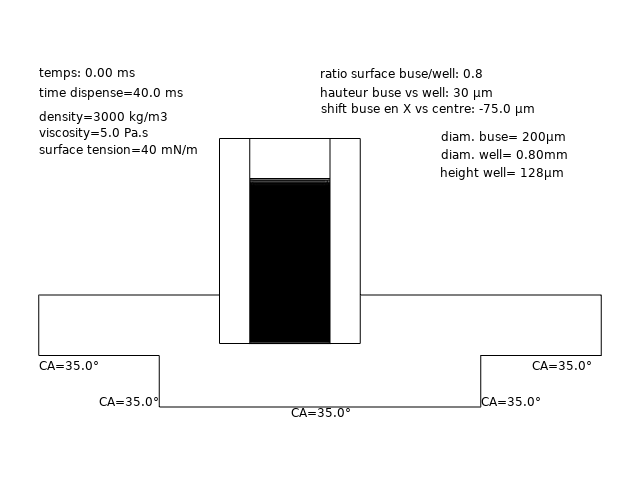 temps: 0.00 ms
time dispense=40.0 ms
density=3000 kg/m3
viscosity=5.0 Pa.s
surface tension=40 mN/m
ratio surface buse/well: 0.8
hauteur buse vs well: 30 µm
shift buse en X vs centre: -75.0 µm
diam. buse= 200µm
diam. well= 0.80mm
height well= 128µm
CA=35.0°
CA=35.0°
CA=35.0°
CA=35.0°
CA=35.0°